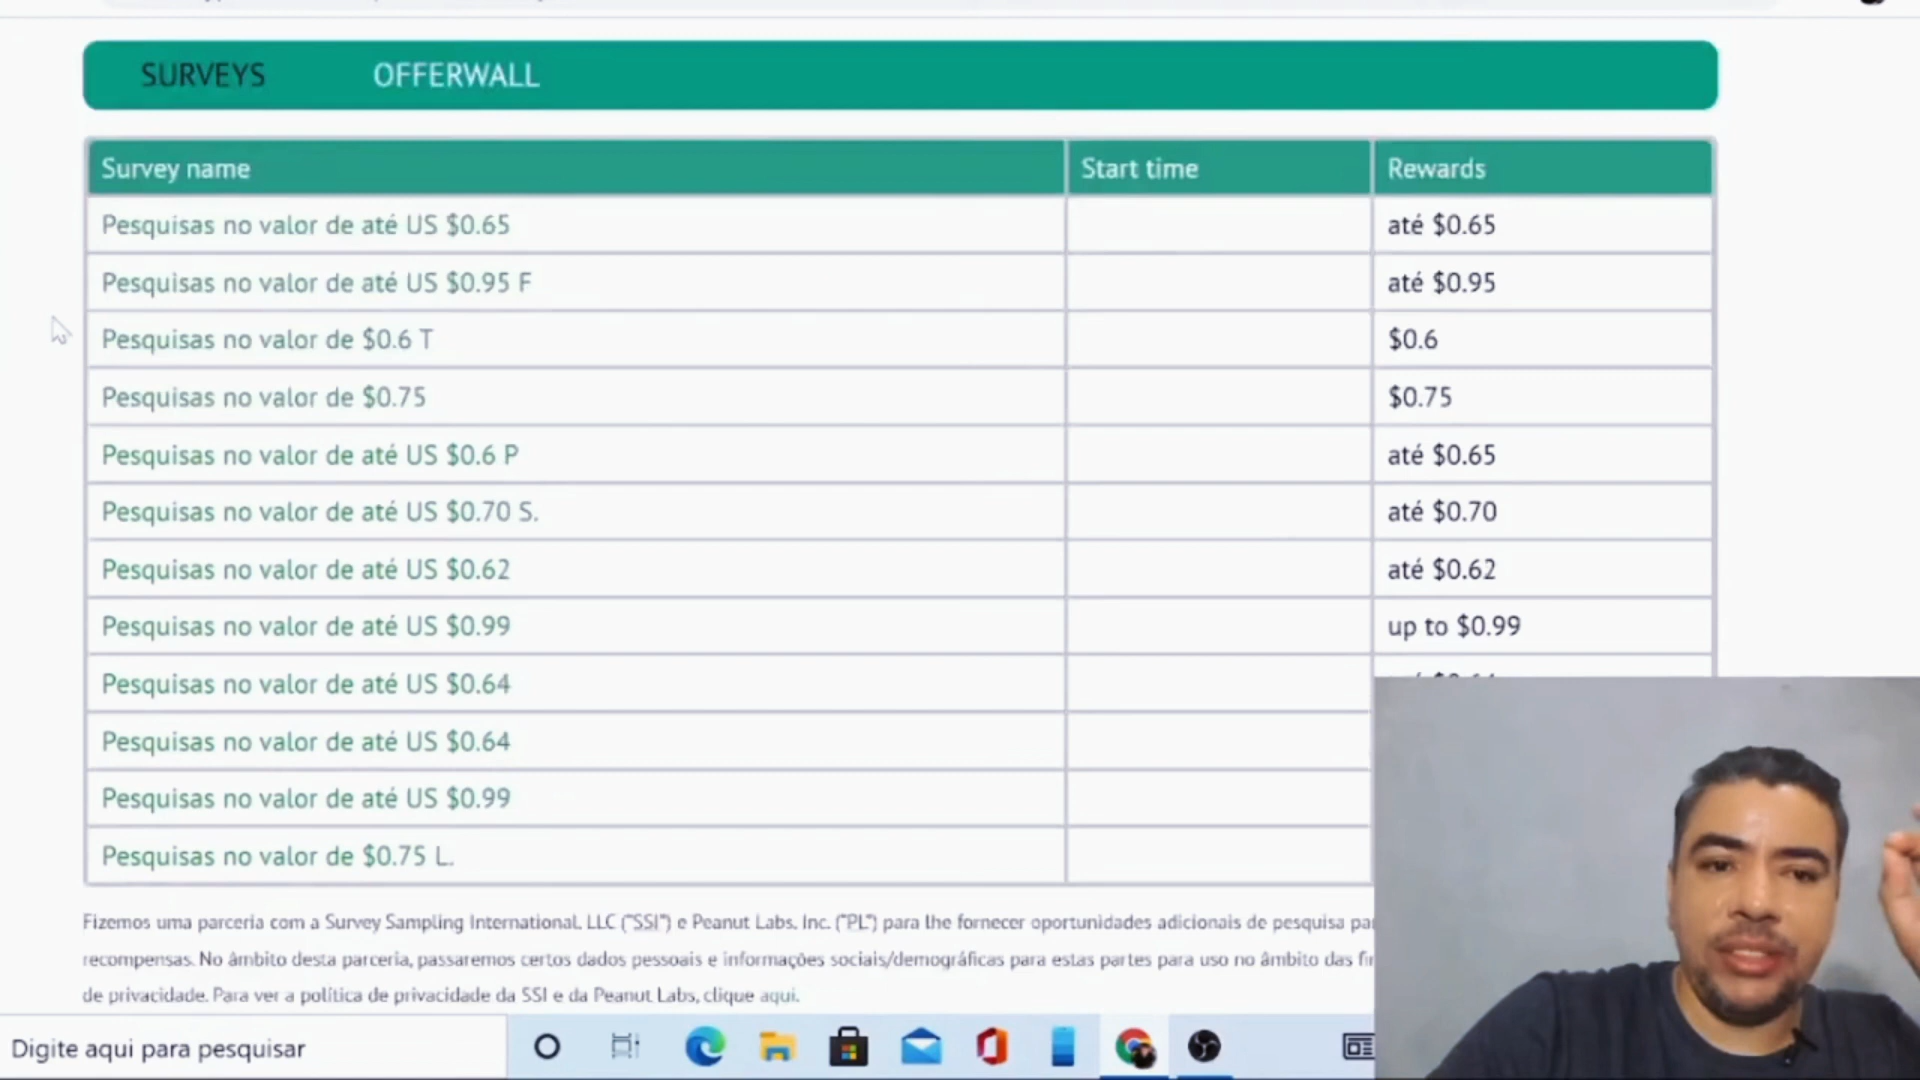 SURVEYS OFFERWALL
Survey name Start time Rewards
Pesquisas no valor de até US $0.65 até $0.65
Pesquisas no valor de até US $0.95 F até $0.95
Pesquisas no valor de $0.6 T $0.6
Pesquisas no valor de $0.75 $0.75
Pesquisas no valor de até US $0.6 P até $0.65
Pesquisas no valor de até US $0.70 S. até $0.70
Pesquisas no valor de até US $0.62 até $0.62
Pesquisas no valor de até US $0.99 up to $0.99
Pesquisas no valor de até US $0.64
Pesquisas no valor de até US $0.64
Pesquisas no valor de até US $0.99
Pesquisas no valor de $0.75 L.
Fizemos uma parceria com a Survey Sampling International, LLC ("SSI") e Peanut Labs, Inc. ("PL") para lhe fornecer oportunidades adicionais de pesquisa
recompensas. No âmbito desta parceria, passaremos certos dados pessoais e informações sociais/demográficas para estas partes para uso no âmbito das
de privacidade. Para ver a política de privacidade da SSI e da Peanut Labs, clique aqui.
Digite aqui para pesquisar